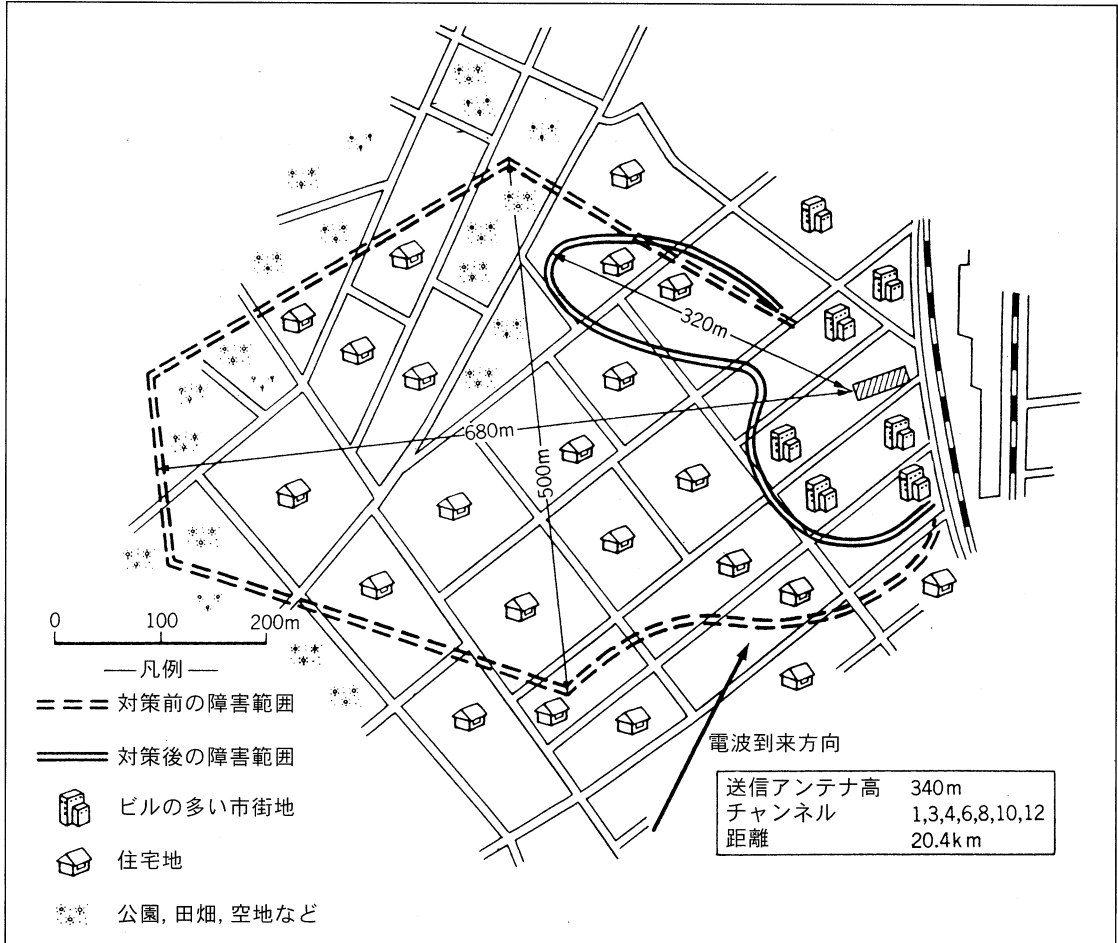 320m
680m
500m
0 100 200m
凡例
対策前の障害範囲
対策後の障害範囲
ビルの多い市街地
住宅地
公園, 田畑, 空地など
電波到来方向
送信アンテナ高 340m
チャンネル 1,3,4,6,8,10,12
距離 20.4km